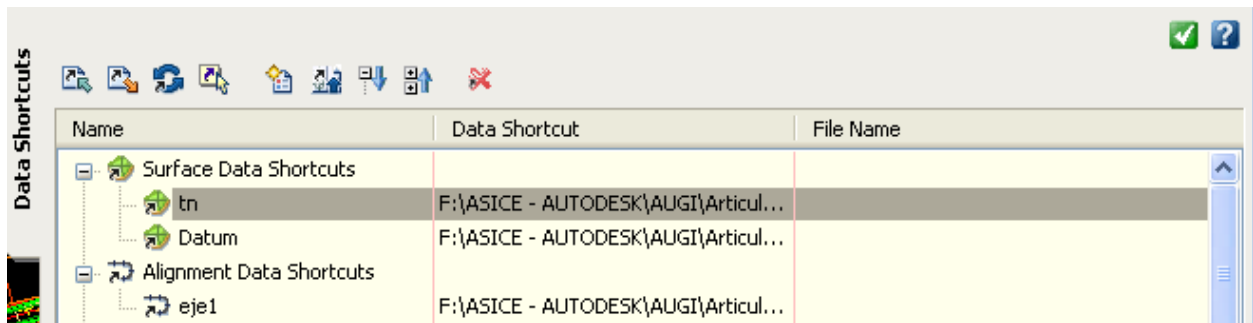 Data Shortcuts
Name Data Shortcut File Name
Surface Data Shortcuts
tn F:\ASICE - AUTODESK\AUGI\Articul...
Datum F:\ASICE - AUTODESK\AUGI\Articul...
Alignment Data Shortcuts
eje1 F:\ASICE - AUTODESK\AUGI\Articul...